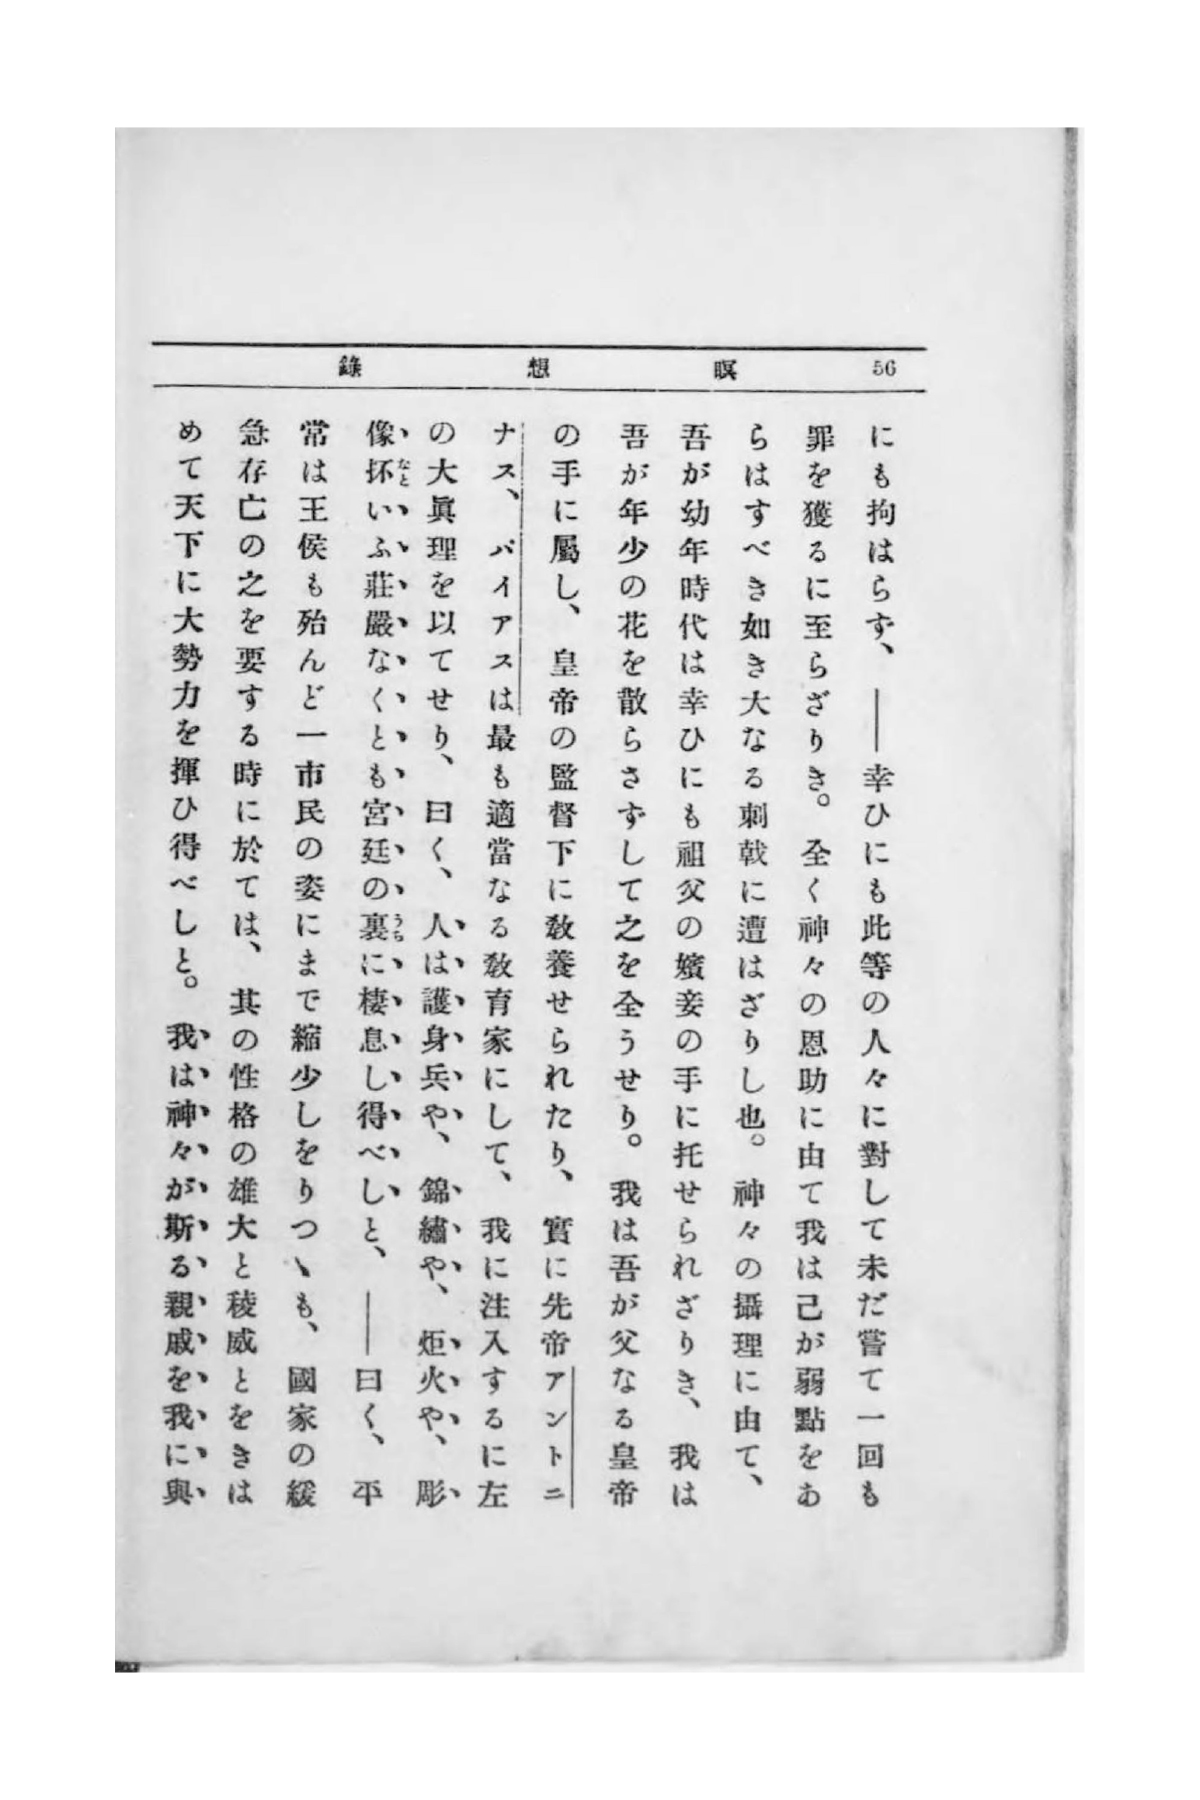 56 瞑想錄
にも拘はらず、――幸ひにも此等の人々に對して未だ嘗て一回も
罪を獲るに至らざりき。全く神々の恩助に由て我は己が弱點をあ
らはすべき如き大なる刺戟に遭はざりし也。神々の攝理に由て、
吾が幼年時代は幸ひにも祖父の嬪妾の手に托せられざりき、我は
吾が年少の花を散らさずして之を全うせり。我は吾が父なる皇帝
の手に屬し、皇帝の監督下に敎養せられたり、實に先帝アントニ
ナス、パイアスは最も適當なる敎育家にして、我に注入するに左
の大眞理を以てせり、曰く、人は護身兵や、錦繡や、炬火や、彫
像抔いふ莊嚴なくとも宮廷の裏に棲息し得べしと、――曰く、平
常は王侯も殆んど一市民の姿にまで縮少しをりつゝも、國家の緩
急存亡の之を要する時に於ては、其の性格の雄大と稜威とをきは
めて天下に大勢力を揮ひ得べしと。我は神々が斯る親戚を我に與